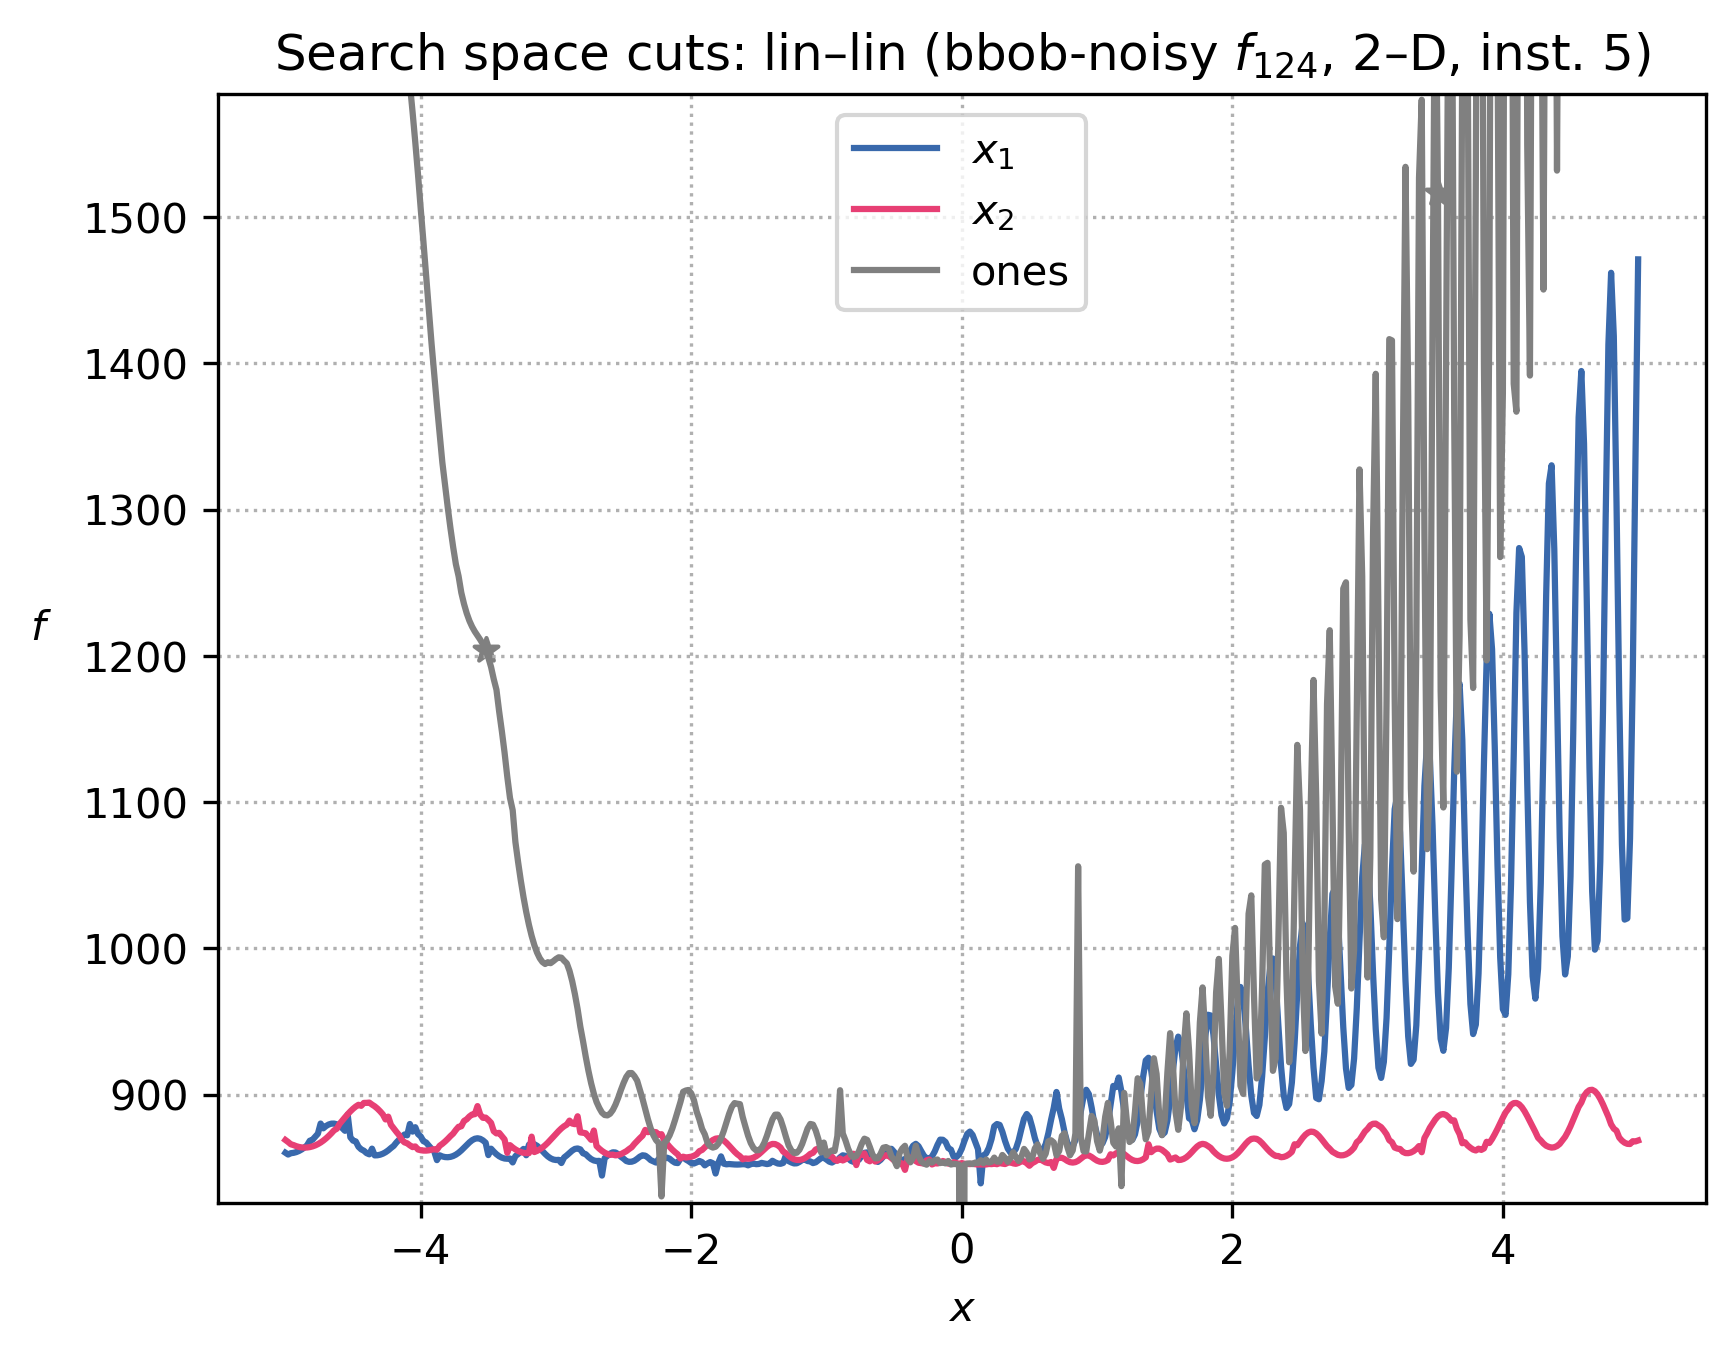 Search space cuts: lin–lin (bbob-noisy f₁₂₄, 2–D, inst. 5)
x₁
x₂
ones
1500
1400
1300
1200
1100
1000
900
f
−4
−2
0
2
4
x